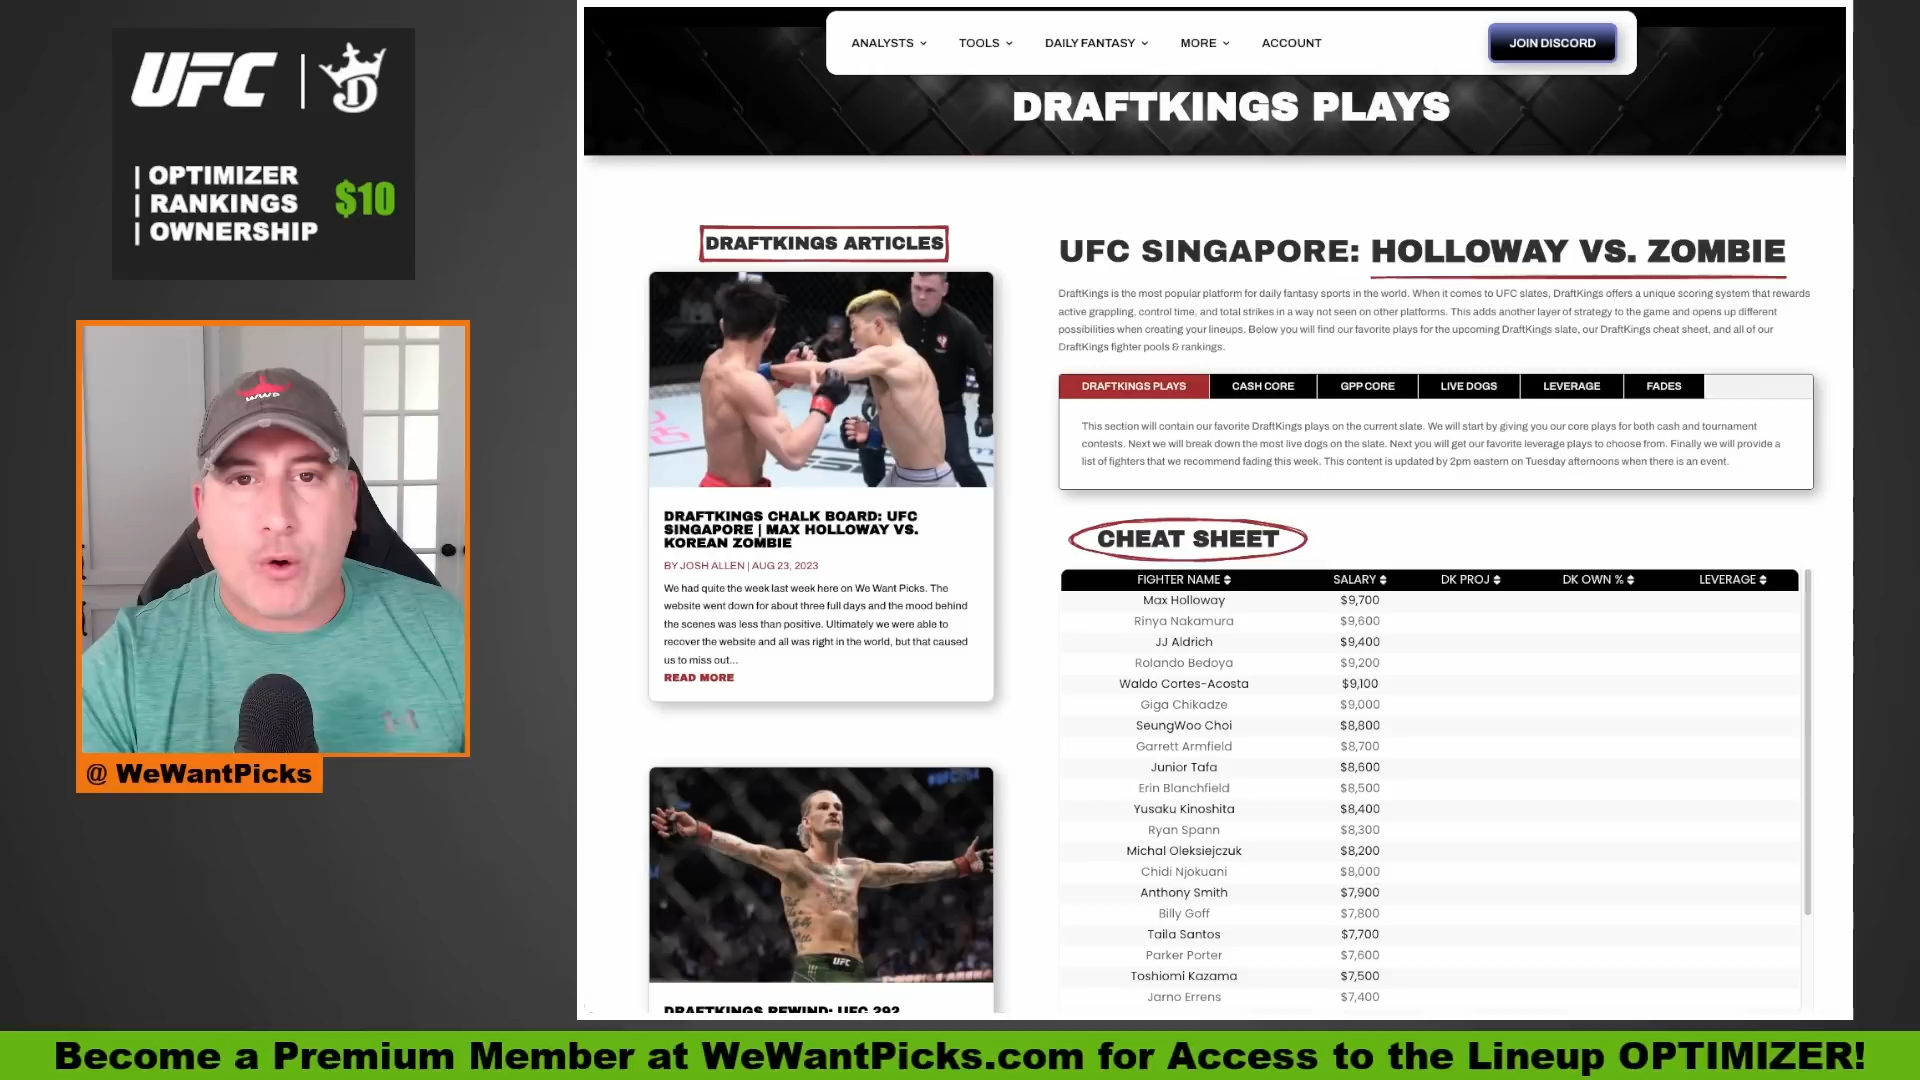 UFC
| OPTIMIZER
| RANKINGS
| OWNERSHIP
$10
@ WeWantPicks
ANALYSTS
TOOLS
DAILY FANTASY
MORE
ACCOUNT
JOIN DISCORD
DRAFTKINGS PLAYS
DRAFTKINGS ARTICLES
DRAFTKINGS CHALK BOARD: UFC
SINGAPORE | MAX HOLLOWAY VS.
KOREAN ZOMBIE
BY JOSH ALLEN | AUG 23, 2023
We had quite the week last week here on We Want Picks. The
website went down for about three full days and the mood behind
the scenes was less than positive. Ultimately we were able to
recover the website and all was right in the world, but that caused
us to miss out...
READ MORE
UFC
DRAFTKINGS REWIND: UFC 292
UFC SINGAPORE: HOLLOWAY VS. ZOMBIE
DraftKings is the most popular platform for daily fantasy sports in the world. When it comes to UFC slates, DraftKings offers a unique scoring system that rewards
active grappling, control time, and total strikes in a way not seen on other platforms. This adds another layer of strategy to the game and opens up different
possibilities when creating your lineups. Below you will find our favorite plays for the upcoming DraftKings slate, our DraftKings cheat sheet, and all of our
DraftKings fighter pools & rankings.
DRAFTKINGS PLAYS
CASH CORE
GPP CORE
LIVE DOGS
LEVERAGE
FADES
This section will contain our favorite DraftKings plays on the current slate. We will start by giving you our core plays for both cash and tournament
contests. Next we will break down the most live dogs on the slate. Next you will get our favorite leverage plays to choose from. Finally we will provide a
list of fighters that we recommend fading this week. This content is updated by 2pm eastern on Tuesday afternoons when there is an event.
CHEAT SHEET
FIGHTER NAME SALARY DK PROJ DK OWN % LEVERAGE
Max Holloway $9,700
Rinya Nakamura $9,600
JJ Aldrich $9,400
Rolando Bedoya $9,200
Waldo Cortes-Acosta $9,100
Giga Chikadze $9,000
SeungWoo Choi $8,800
Garrett Armfield $8,700
Junior Tafa $8,600
Erin Blanchfield $8,500
Yusaku Kinoshita $8,400
Ryan Spann $8,300
Michal Oleksiejczuk $8,200
Chidi Njokuani $8,000
Anthony Smith $7,900
Billy Goff $7,800
Taila Santos $7,700
Parker Porter $7,600
Toshiomi Kazama $7,500
Jarno Errens $7,400
Become a Premium Member at WeWantPicks.com for Access to the Lineup OPTIMIZER!